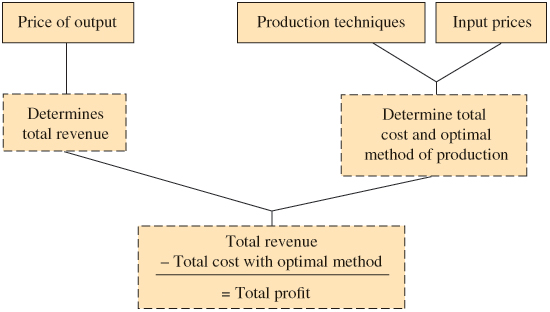 Price of output
Production techniques
Input prices
Determines
total revenue
Determine total
cost and optimal
method of production
Total revenue
– Total cost with optimal method
= Total profit